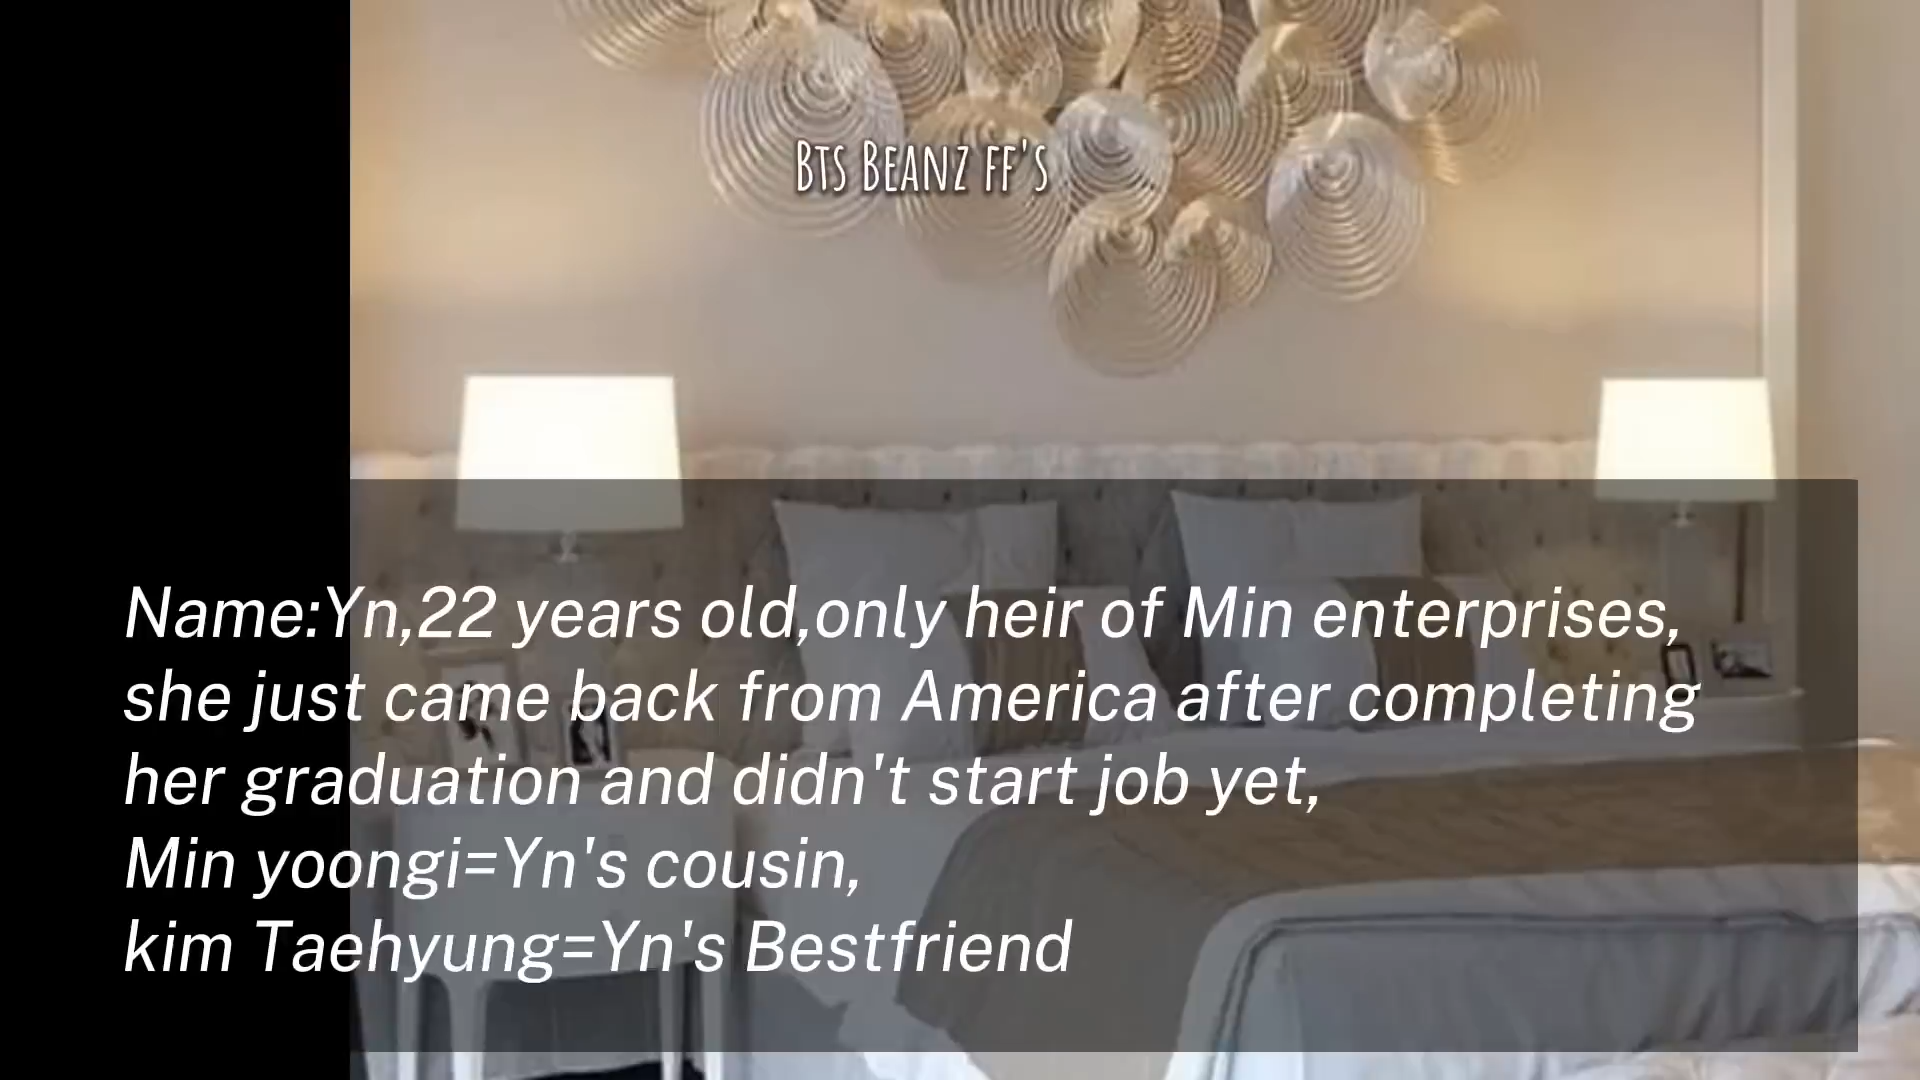 Bts Beanz ff's
Name:Yn,22 years old,only heir of Min enterprises,
she just came back from America after completing
her graduation and didn't start job yet,
Min yoongi=Yn's cousin,
kim Taehyung=Yn's Bestfriend